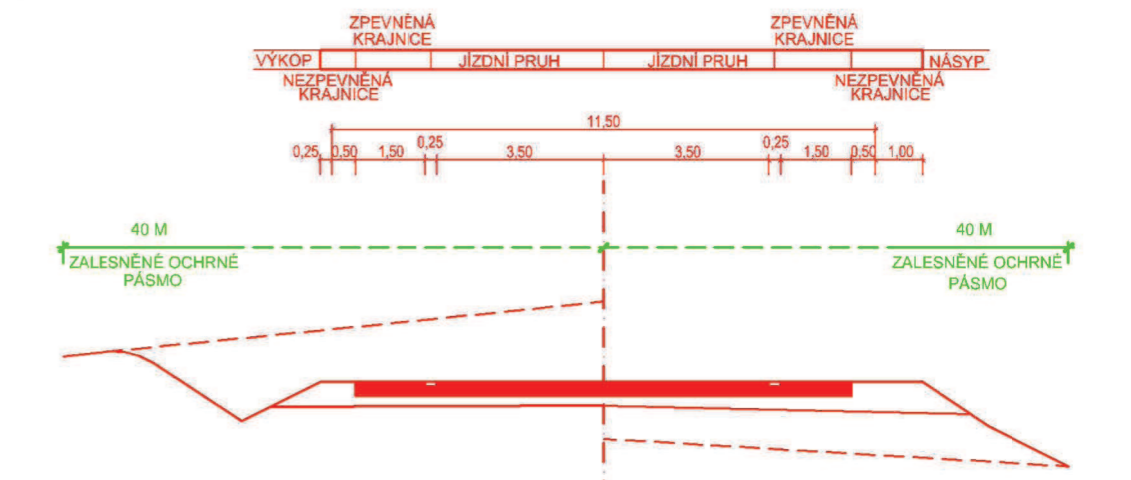 ZPEVNĚNÁ
KRAJNICE
ZPEVNĚNÁ
KRAJNICE
VÝKOP
JÍZDNÍ PRUH
JÍZDNÍ PRUH
NÁSYP
NEZPEVNĚNÁ
KRAJNICE
NEZPEVNĚNÁ
KRAJNICE
11,50
0,25 0,50 1,50 0,25 3,50 3,50 0,25 1,50 0,50 1,00
40 M
40 M
ZALESNĚNÉ OCHRNÉ
PÁSMO
ZALESNĚNÉ OCHRNÉ
PÁSMO